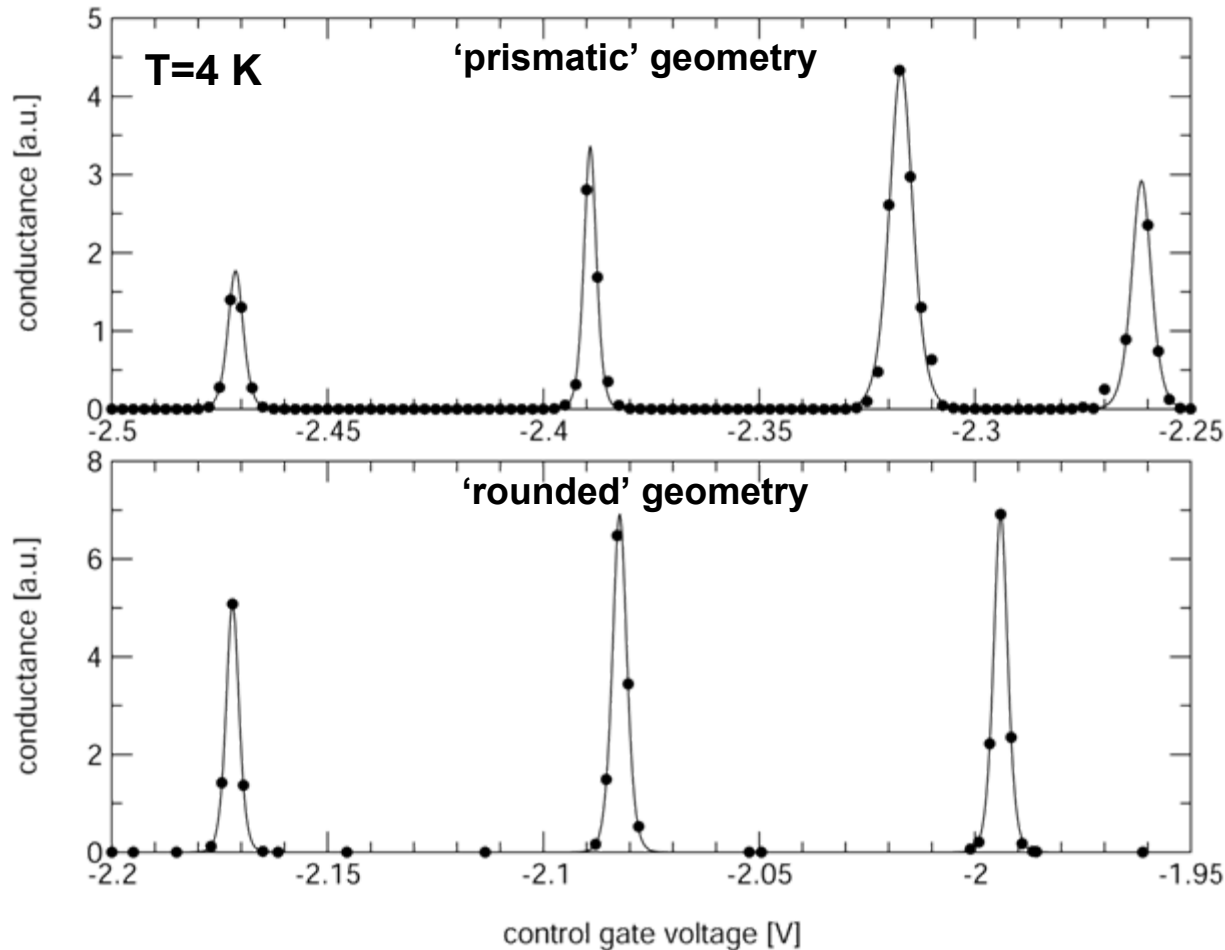 5
T=4 K
‘prismatic’ geometry
4
3
2
1
0
conductance [a.u.]
-2.5 -2.45 -2.4 -2.35 -2.3 -2.25
8
‘rounded’ geometry
6
4
2
0
conductance [a.u.]
-2.2 -2.15 -2.1 -2.05 -2 -1.95
control gate voltage [V]